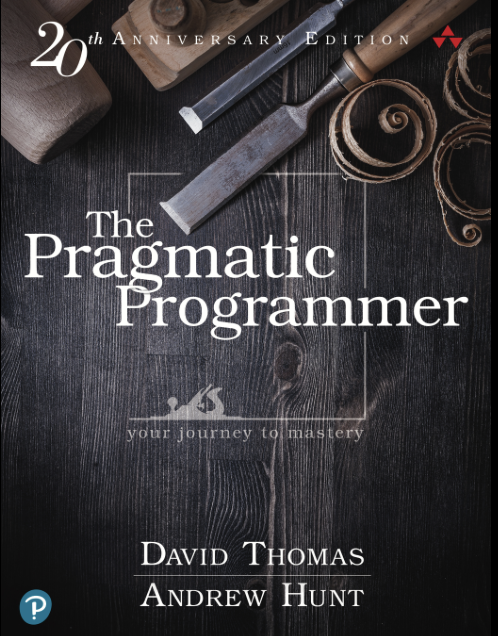 20th ANNIVERSARY EDITION
The
Pragmatic
Programmer
your journey to mastery
DAVID THOMAS
ANDREW HUNT
P